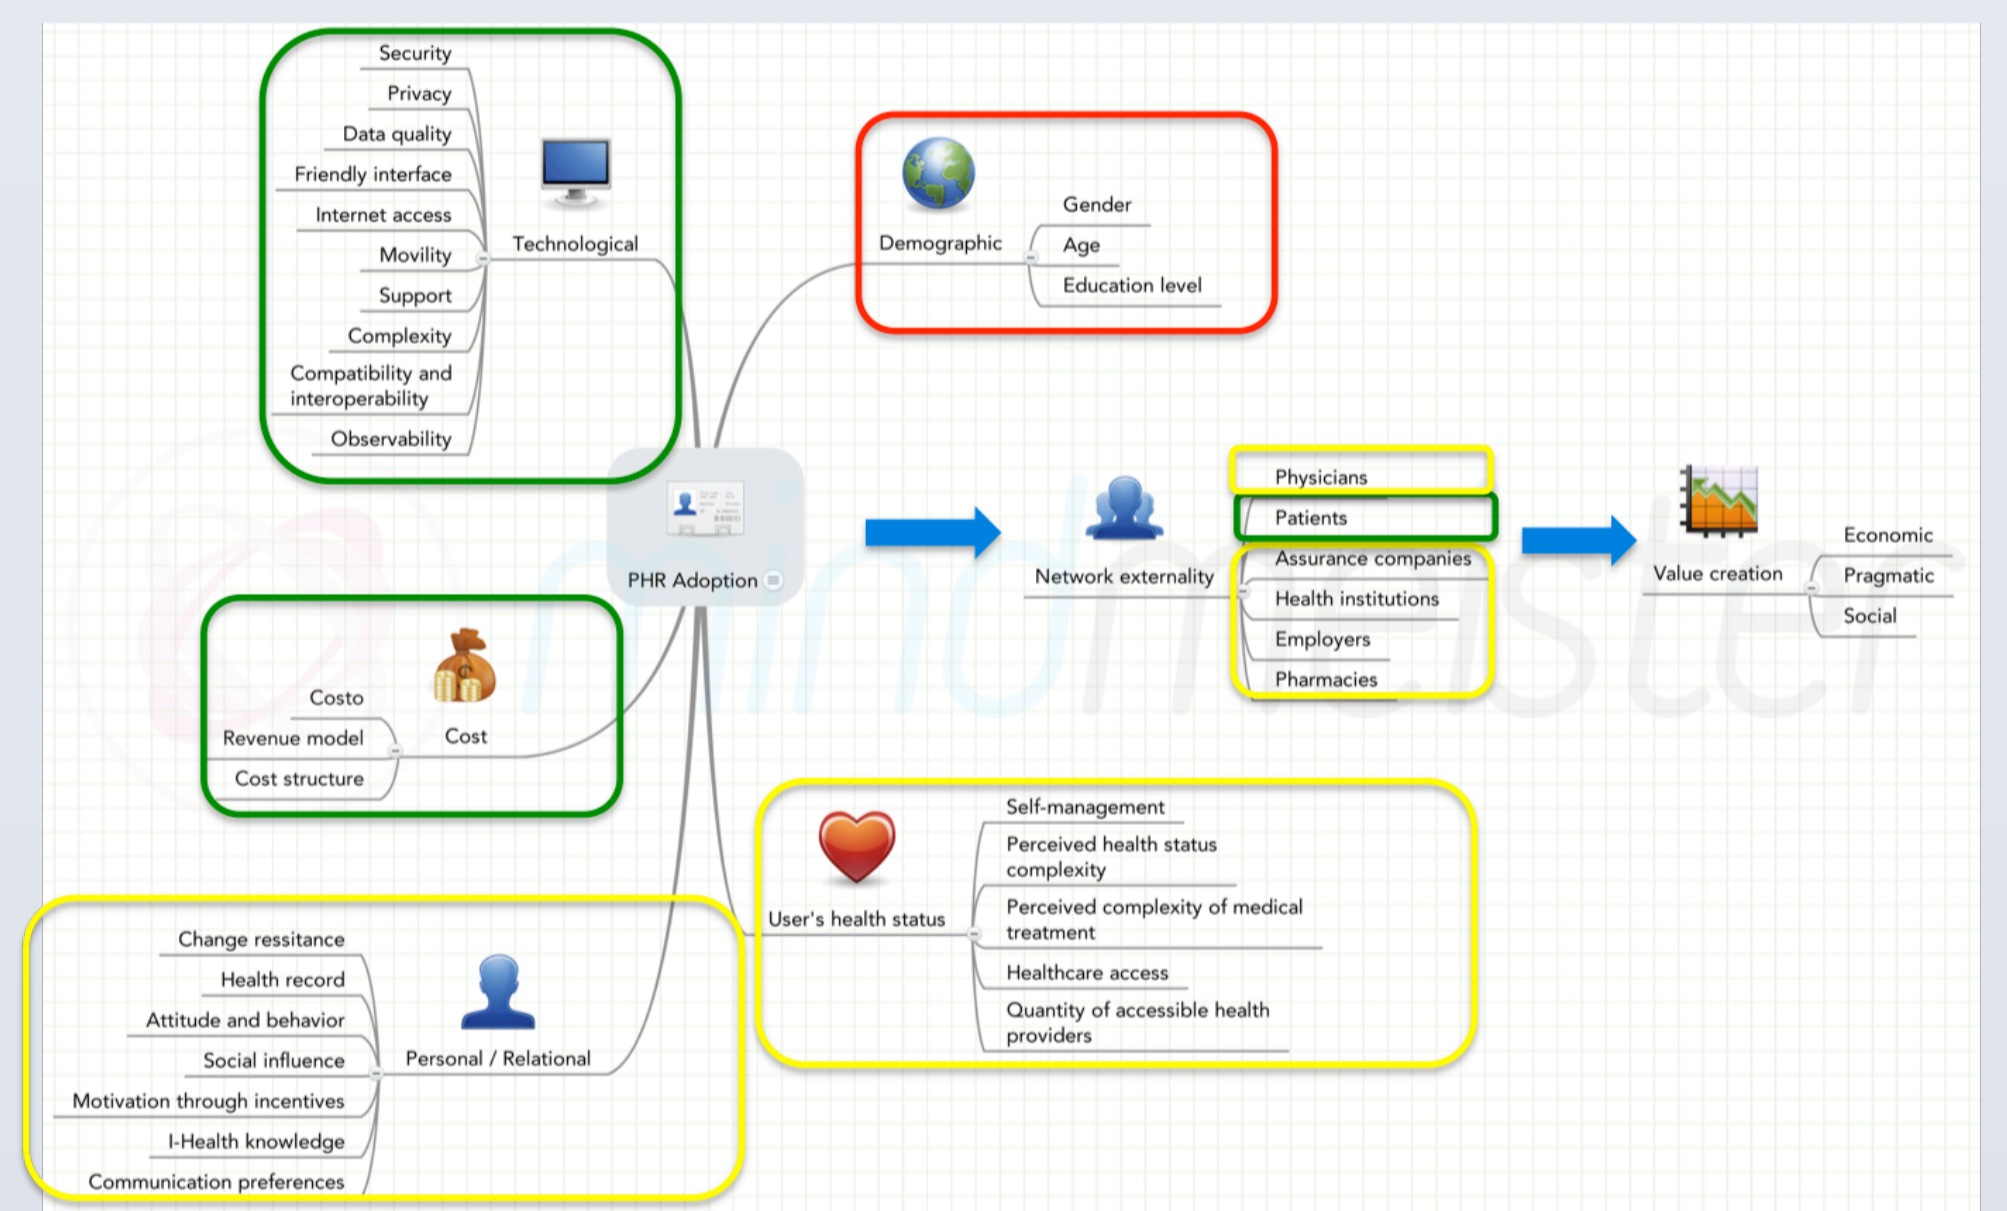 Security
Privacy
Data quality
Friendly interface
Internet access
Movility
Support
Complexity
Compatibility and
interoperability
Observability
Technological
Demographic
Gender
Age
Education level
PHR Adoption
Network externality
Physicians
Patients
Assurance companies
Health institutions
Employers
Pharmacies
Value creation
Economic
Pragmatic
Social
Costo
Revenue model
Cost structure
Cost
User's health status
Self-management
Perceived health status
complexity
Perceived complexity of medical
treatment
Healthcare access
Quantity of accessible health
providers
Change ressitance
Health record
Attitude and behavior
Social influence
Motivation through incentives
I-Health knowledge
Communication preferences
Personal / Relational
mindmeister